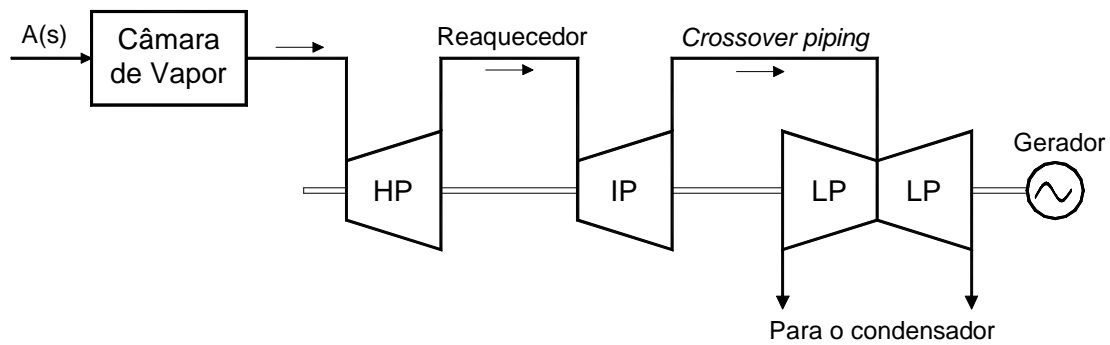 A(s)
Câmara
de Vapor
Reaquecedor
Crossover piping
HP
IP
LP
LP
Gerador
Para o condensador